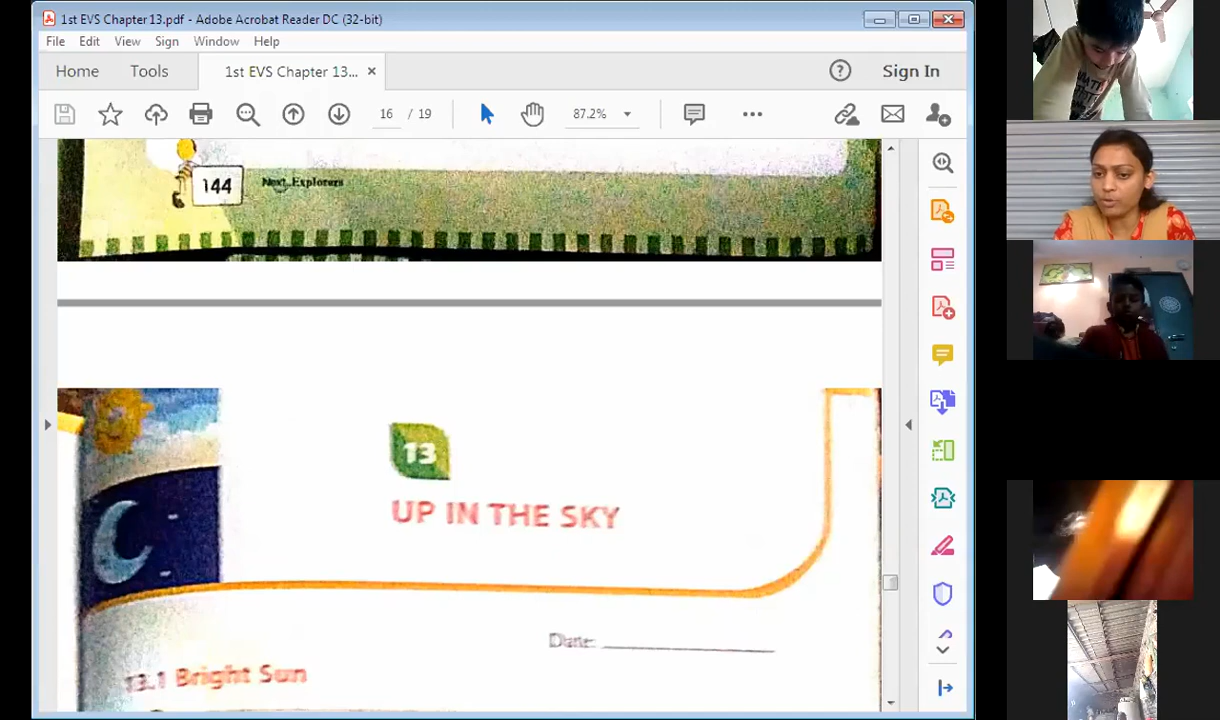 1st EVS Chapter 13.pdf - Adobe Acrobat Reader DC (32-bit)
File Edit View Sign Window Help
Home Tools 1st EVS Chapter 13... × ? Sign In
16 / 19 87.2%
144 Next Explorers
13
UP IN THE SKY
Date:
13.1 Bright Sun